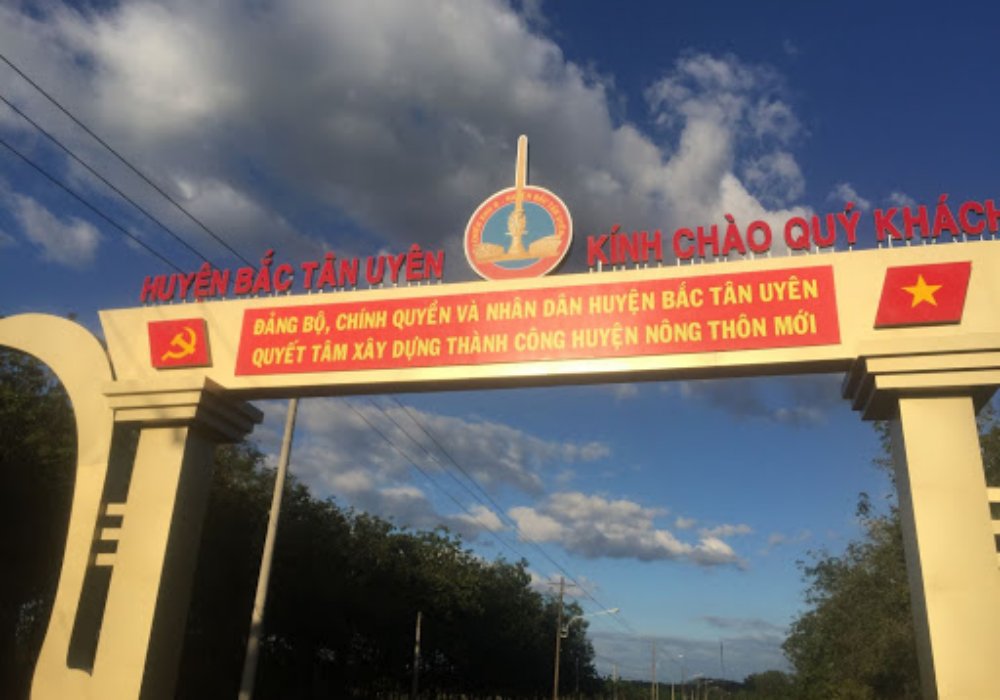 HUYỆN BẮC TÂN UYÊN KÍNH CHÀO QUÝ KHÁCH
ĐẢNG BỘ, CHÍNH QUYỀN VÀ NHÂN DÂN HUYỆN BẮC TÂN UYÊN
QUYẾT TÂM XÂY DỰNG THÀNH CÔNG HUYỆN NÔNG THÔN MỚI